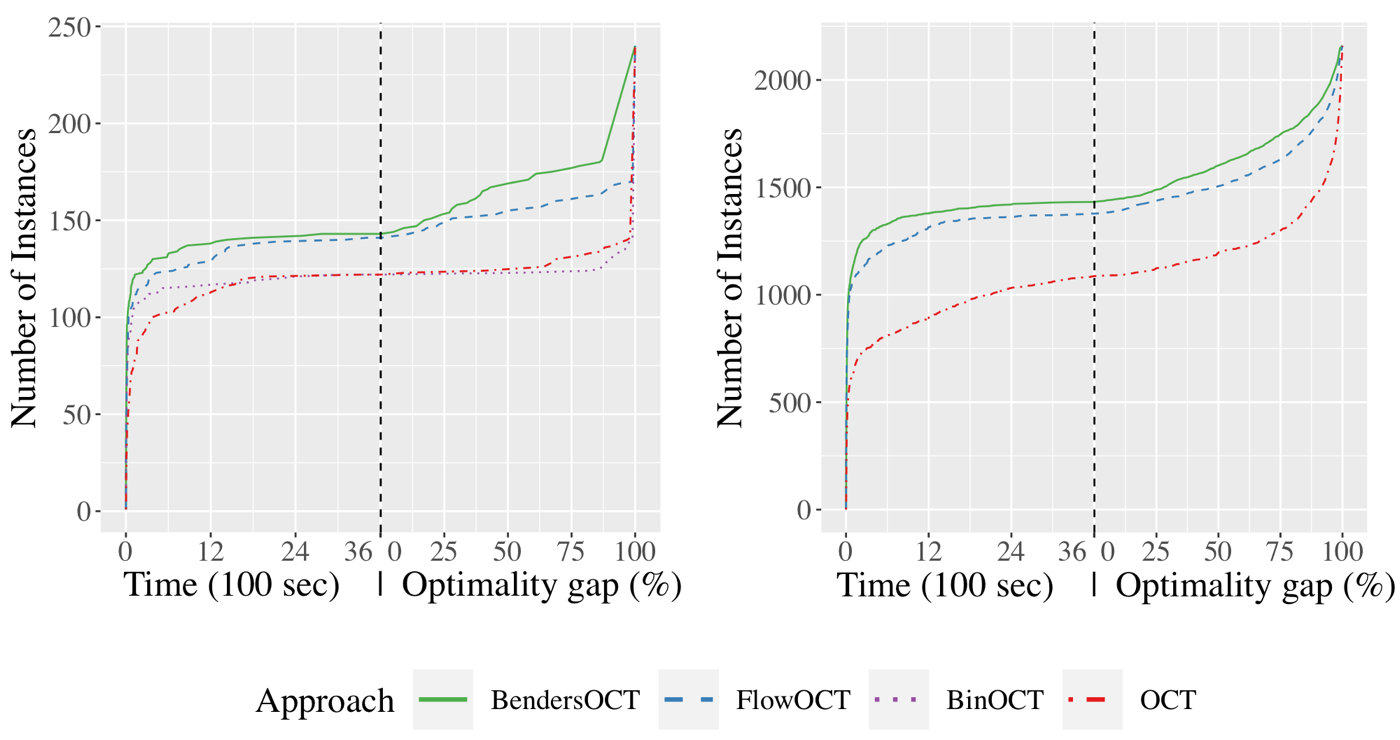 Number of Instances
250
200
150
100
50
0
0 12 24 36 0 25 50 75 100
Time (100 sec) | Optimality gap (%)
Number of Instances
2000
1500
1000
500
0
0 12 24 36 0 25 50 75 100
Time (100 sec) | Optimality gap (%)
Approach BendersOCT FlowOCT BinOCT OCT